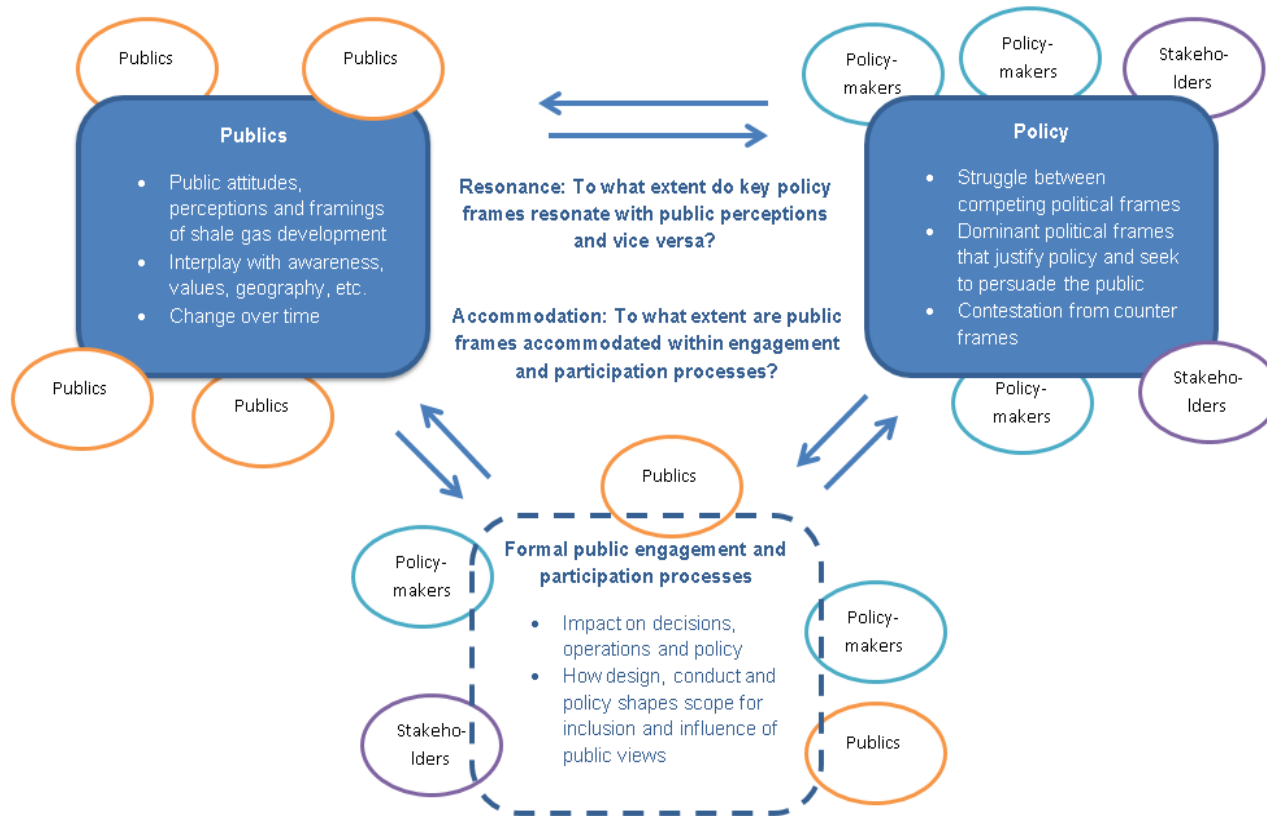 Publics
Publics
Publics
• Public attitudes,
perceptions and framings
of shale gas development
• Interplay with awareness,
values, geography, etc.
• Change over time
Publics
Publics
Resonance: To what extent do key policy
frames resonate with public perceptions
and vice versa?
Accommodation: To what extent are public
frames accommodated within engagement
and participation processes?
Policy-
makers
Policy-
makers
Stakeho-
lders
Policy
• Struggle between
competing political frames
• Dominant political frames
that justify policy and seek
to persuade the public
• Contestation from counter
frames
Policy-
makers
Stakeho-
lders
Publics
Formal public engagement and
participation processes
• Impact on decisions,
operations and policy
• How design, conduct and
policy shapes scope for
inclusion and influence of
public views
Policy-
makers
Stakeho-
lders
Policy-
makers
Publics